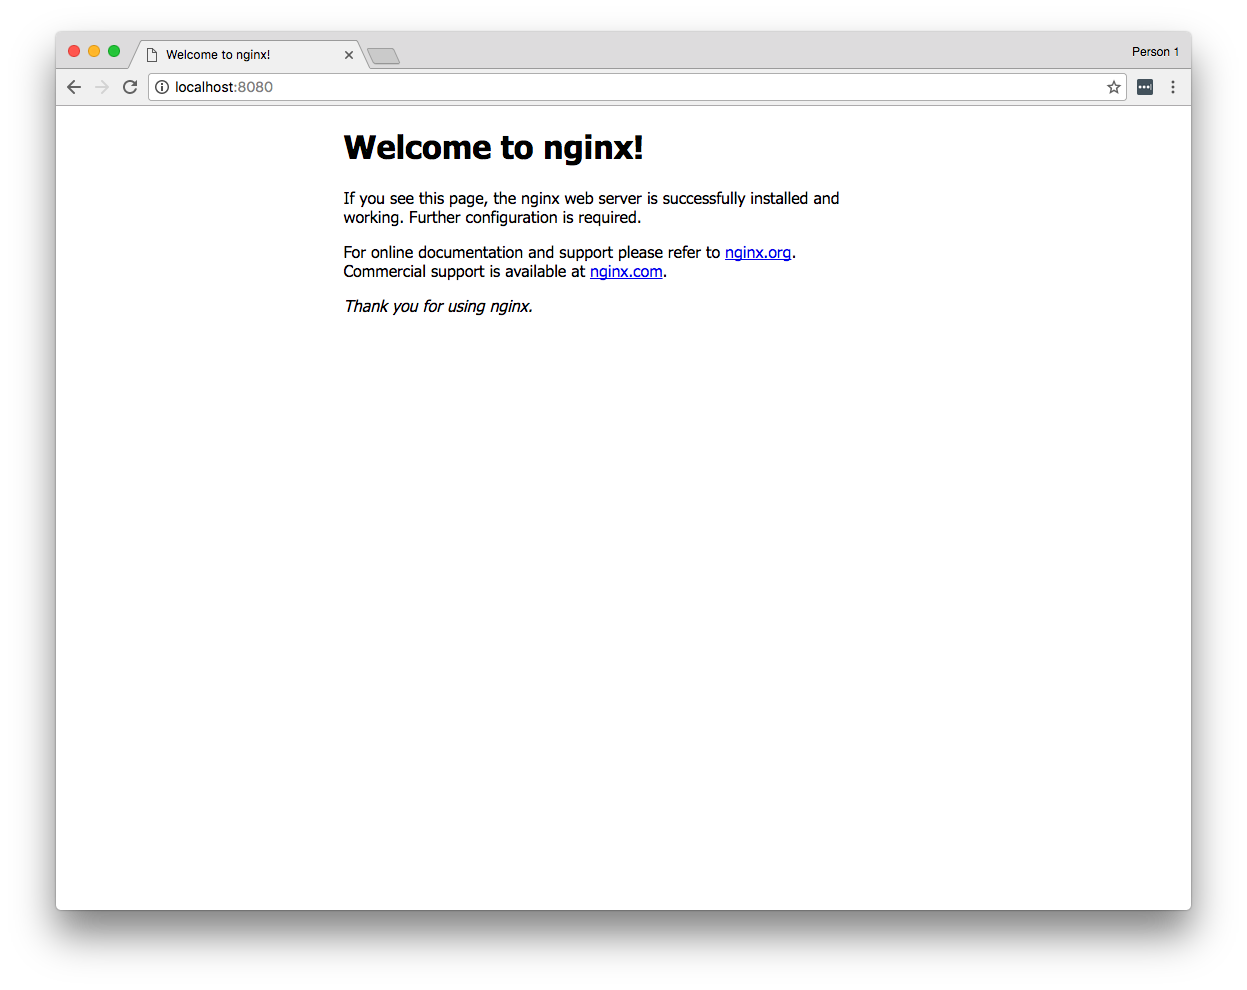 Welcome to nginx!
Person 1
localhost:8080
Welcome to nginx!
If you see this page, the nginx web server is successfully installed and
working. Further configuration is required.
For online documentation and support please refer to nginx.org.
Commercial support is available at nginx.com.
Thank you for using nginx.